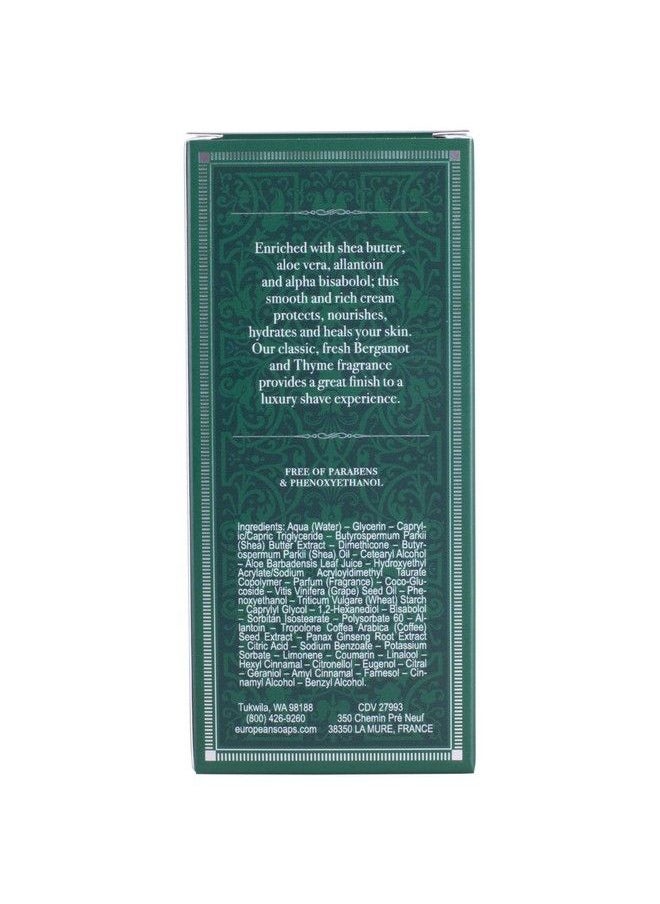 Enriched with shea butter,
aloe vera, allantoin
and alpha bisabolol; this
smooth and rich cream
protects, nourishes,
hydrates and heals your skin.
Our classic, fresh Bergamot
and Thyme fragrance
provides a great finish to a
luxury shave experience.
FREE OF PARABENS
& PHENOXYETHANOL
Ingredients: Aqua (Water) – Glycerin – Capryl-
ic/Capric Triglyceride – Butyrospermum Parkii
(Shea) Butter Extract – Dimethicone – Butyr-
ospermum Parkii (Shea) Oil – Cetearyl Alcohol
– Aloe Barbadensis Leaf Juice – Hydroxyethyl
Acrylate/Sodium Acryloyldimethyl Taurate
Copolymer – Parfum (Fragrance) – Coco-Glu-
coside – Vitis Vinifera (Grape) Seed Oil – Phe-
noxyethanol – Triticum Vulgare (Wheat) Starch
– Caprylyl Glycol – 1,2-Hexanediol – Bisabolol
– Sorbitan Isostearate – Polysorbate 60 – Al-
lantoin – Tropolone Coffea Arabica (Coffee)
Seed Extract – Panax Ginseng Root Extract
– Citric Acid – Sodium Benzoate – Potassium
Sorbate – Limonene – Coumarin – Linalool –
Hexyl Cinnamal – Citronellol – Eugenol – Citral
– Géraniol – Amyl Cinnamal – Farnesol – Cin-
namyl Alcohol – Benzyl Alcohol.
Tukwila, WA 98188
(800) 426-9260
europeansoaps.com
CDV 27993
350 Chemin Pré Neuf
38350 LA MURE, FRANCE